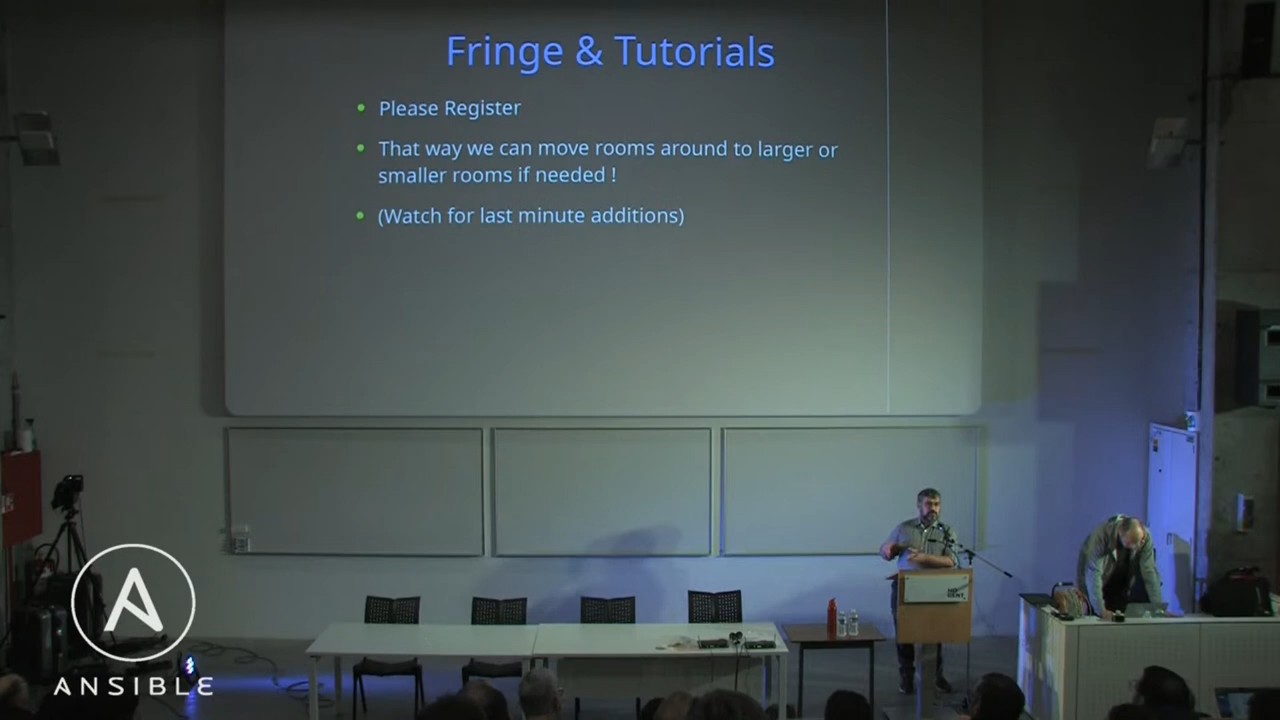 Fringe & Tutorials
Please Register
That way we can move rooms around to larger or
smaller rooms if needed !
(Watch for last minute additions)
GENT
ANSIBLE